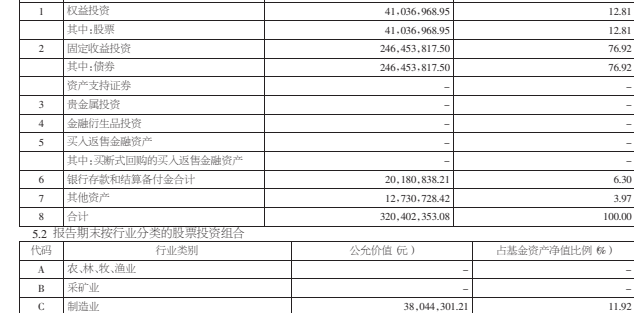 1 权益投资 41,036,968.95 12.81
其中:股票 41,036,968.95 12.81
2 固定收益投资 246,453,817.50 76.92
其中:债券 246,453,817.50 76.92
资产支持证券 － －
3 贵金属投资 － －
4 金融衍生品投资 － －
5 买入返售金融资产 － －
其中:买断式回购的买入返售金融资产 － －
6 银行存款和结算备付金合计 20,180,838.21 6.30
7 其他资产 12,730,728.42 3.97
8 合计 320,402,353.08 100.00
5.2 报告期末按行业分类的股票投资组合
代码 行业类别 公允价值(元) 占基金资产净值比例(%)
A 农、林、牧、渔业 － －
B 采矿业 － －
C 制造业 38,044,301.21 11.92